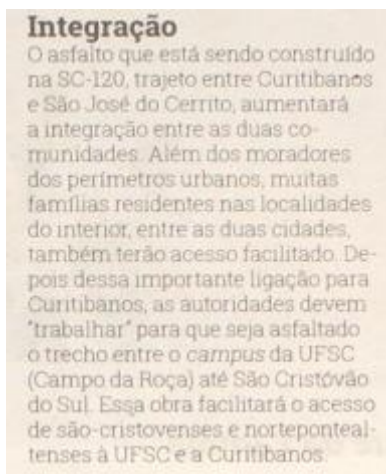 Integração
O asfalto que está sendo construído
na SC-120, trajeto entre Curitibanos
e São José do Cerrito, aumentará
a integração entre as duas co-
munidades. Além dos moradores
dos perímetros urbanos, muitas
famílias residentes nas localidades
do interior, entre as duas cidades,
também terão acesso facilitado. De-
pois dessa importante ligação para
Curitibanos, as autoridades devem
"trabalhar" para que seja asfaltado
o trecho entre o campus da UFSC
(Campo da Roça) até São Cristóvão
do Sul. Essa obra facilitará o acesso
de são-cristovenses e norteponteal-
tenses à UFSC e a Curitibanos.